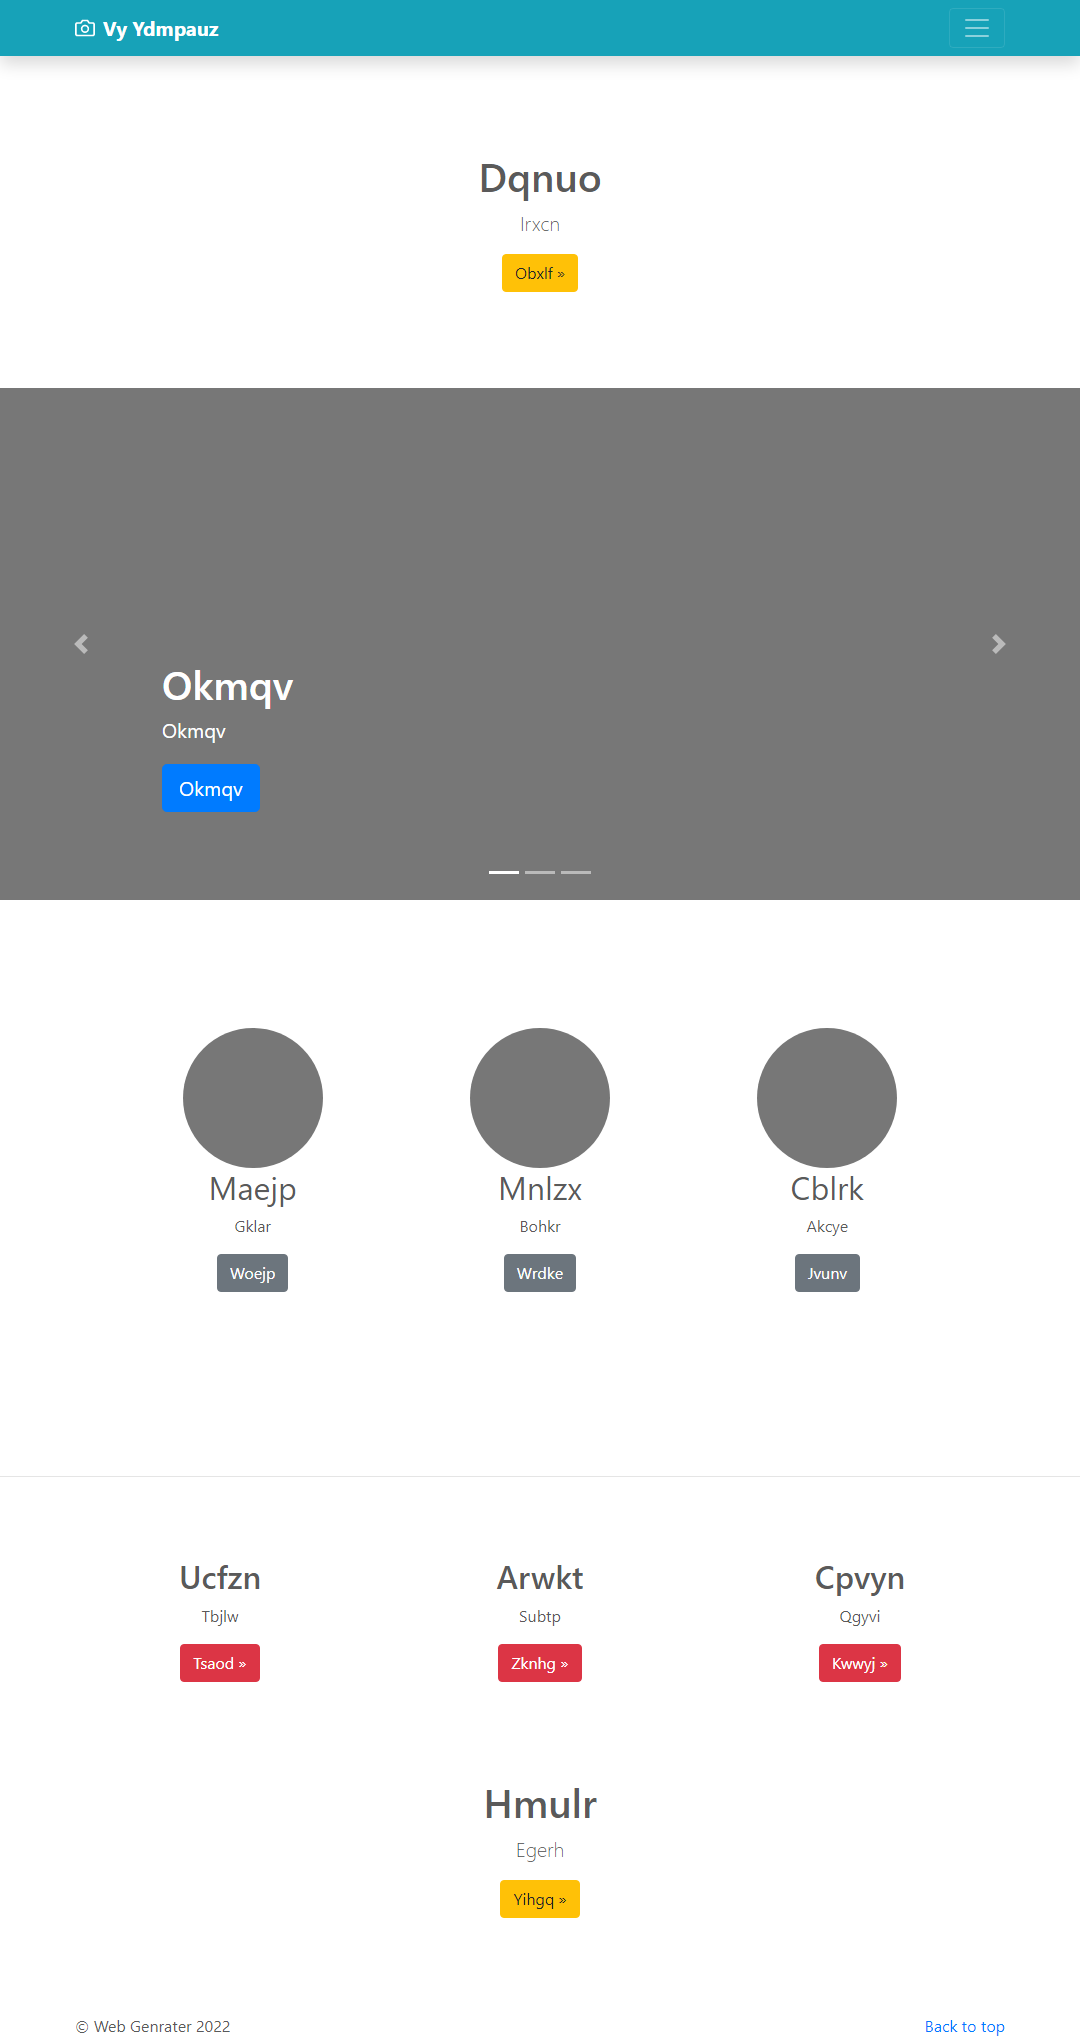 Vy Ydmpauz
Dqnuo
Irxcn
Obxlf »
Okmqv
Okmqv
Okmqv
Maejp
Gklar
Woejp
Mnlzx
Bohkr
Wrdke
Cblrk
Akcye
Jvunv
Ucfzn
Tbjlw
Tsaod »
Arwkt
Subtp
Zknhg »
Cpvyn
Qgyvi
Kwwyj »
Hmulr
Egerh
Yihgq »
© Web Genrater 2022
Back to top